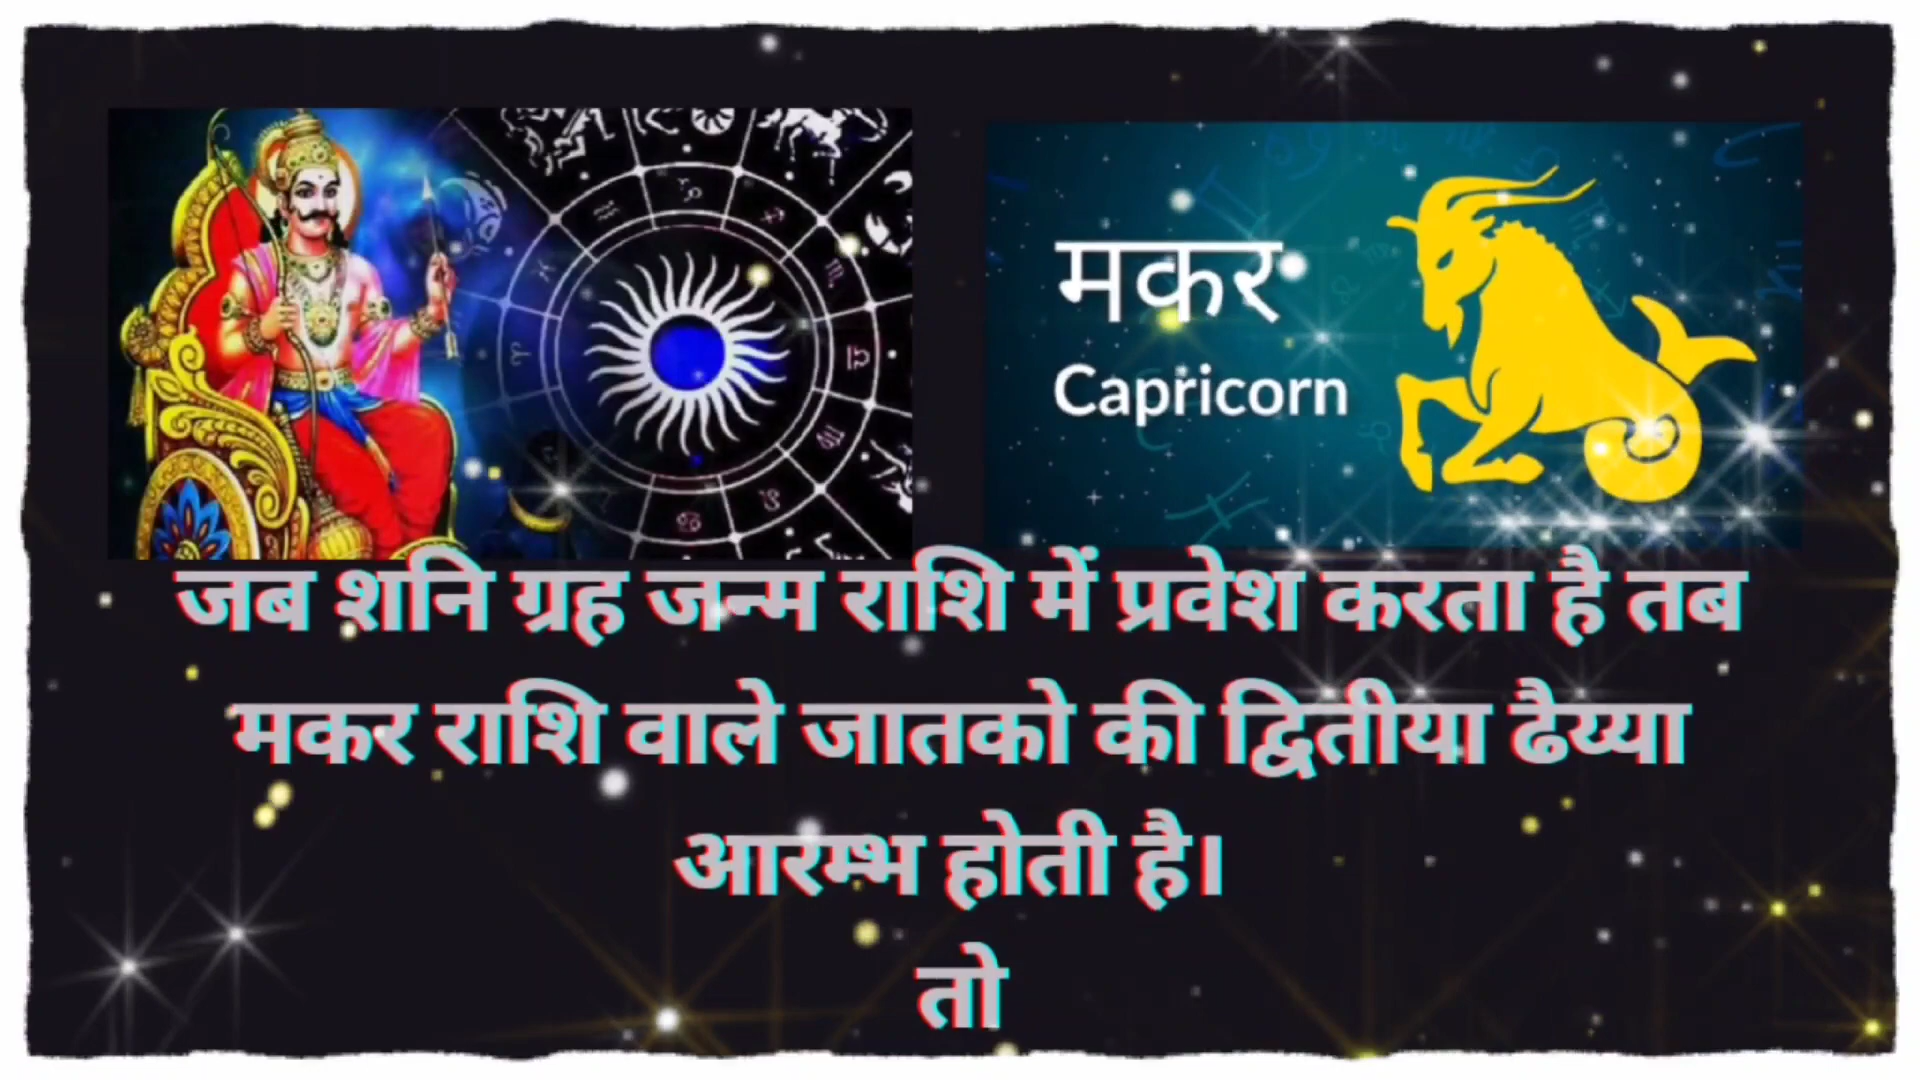 मकर
Capricorn
जब शनि ग्रह जन्म राशि में प्रवेश करता है तब
मकर राशि वाले जातको की द्वितीया ढैय्या
आरम्भ होती है।
तो